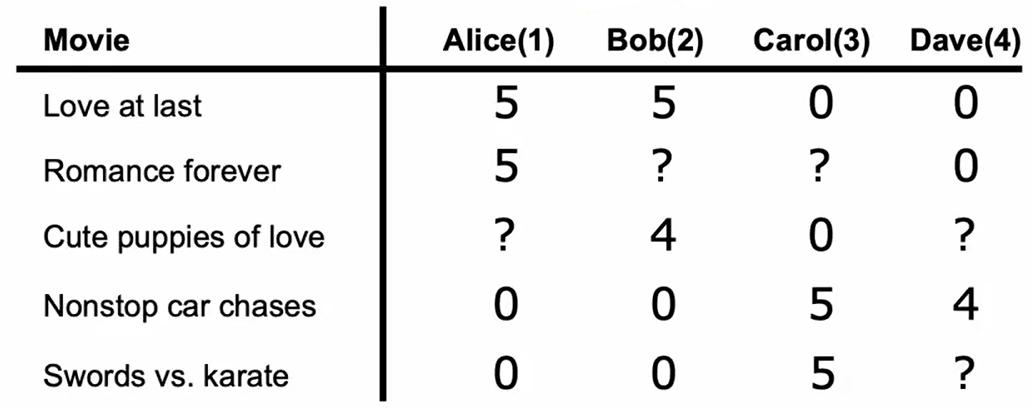 Movie Alice(1) Bob(2) Carol(3) Dave(4)
Love at last 5 5 0 0
Romance forever 5 ? ? 0
Cute puppies of love ? 4 0 ?
Nonstop car chases 0 0 5 4
Swords vs. karate 0 0 5 ?